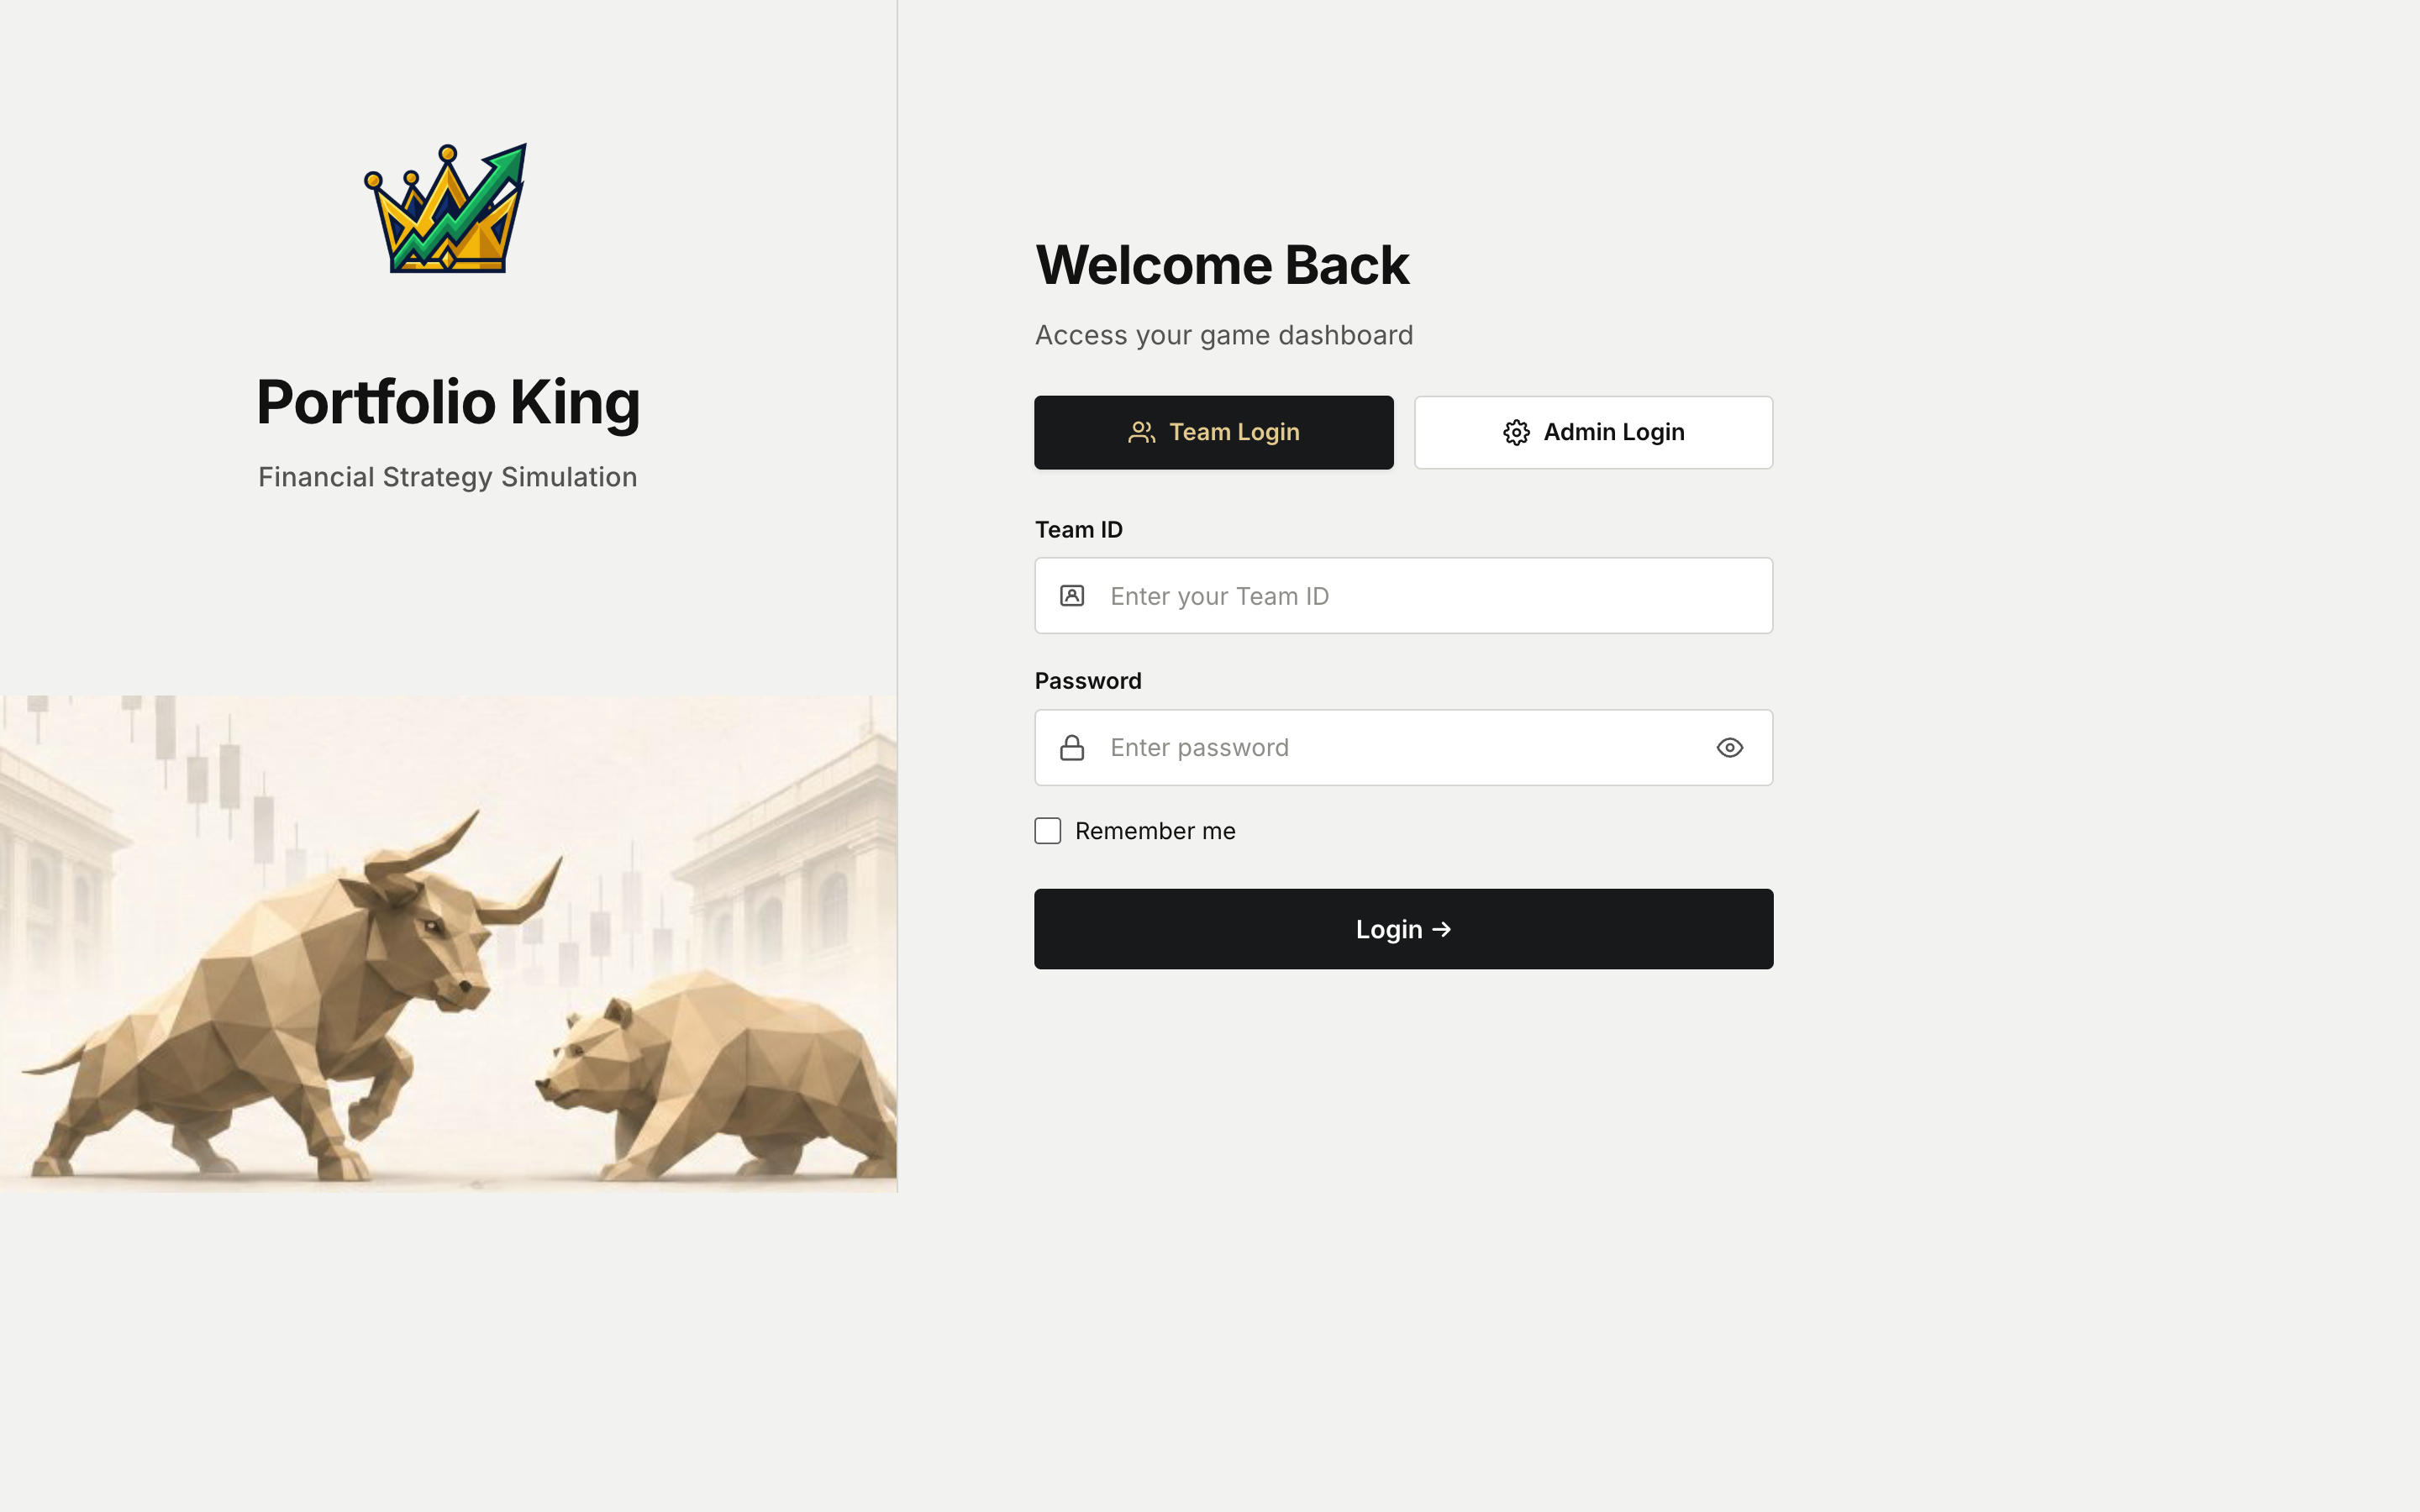 Portfolio King
Financial Strategy Simulation
Welcome Back
Access your game dashboard
Team Login
Admin Login
Team ID
Enter your Team ID
Password
Enter password
Remember me
Login →